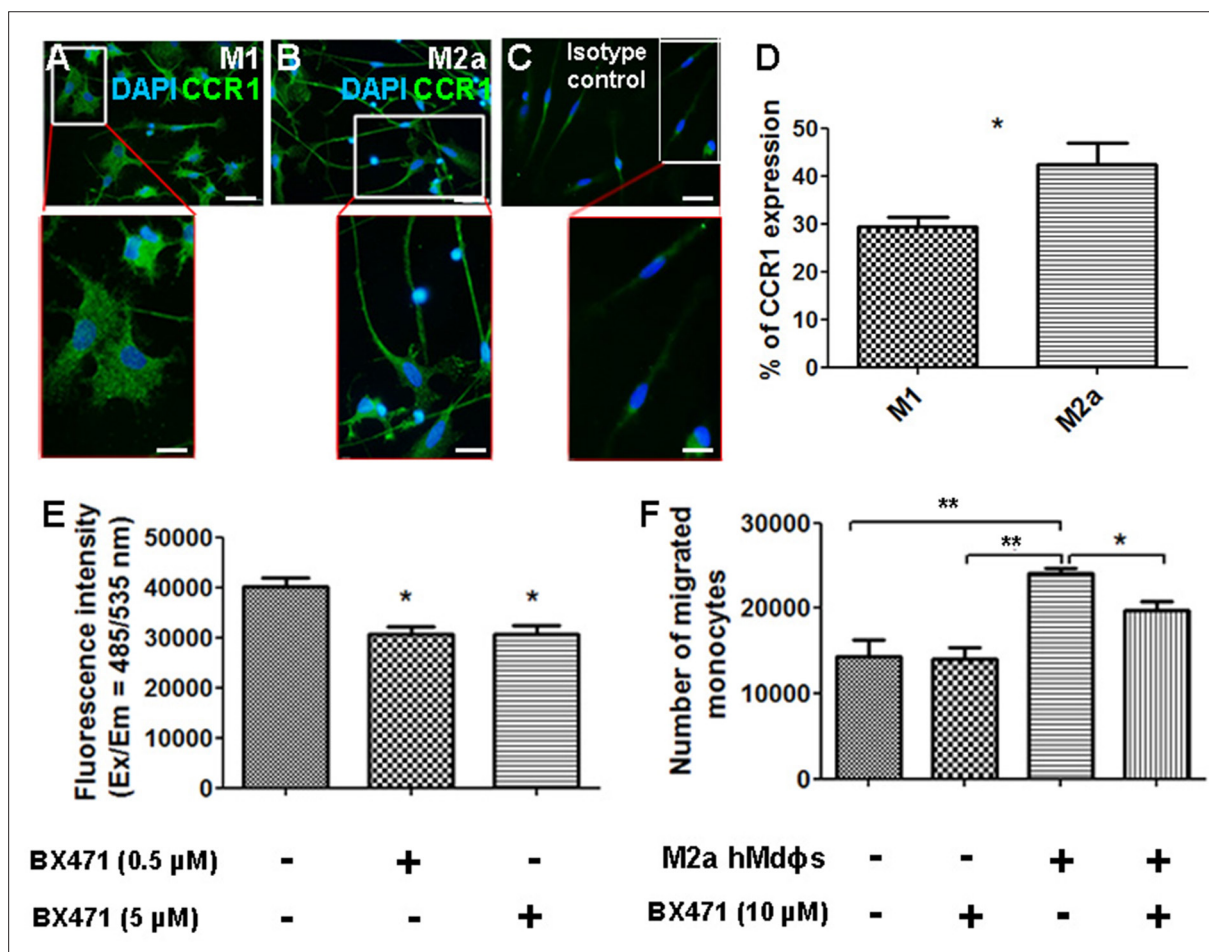 A
M1
DAPI CCR1
B
M2a
DAPI CCR1
C
Isotype
control
D
% of CCR1 expression
50
40
30
20
10
0
*
M1
M2a
E
Fluorescence intensity
(Ex/Em = 485/535 nm)
50000
40000
30000
20000
10000
0
*
*
BX471 (0.5 µM)
- + -
BX471 (5 µM)
- - +
F
Number of migrated
monocytes
30000
20000
10000
0
**
**
*
M2a hMdϕs
- - + +
BX471 (10 µM)
- + - +